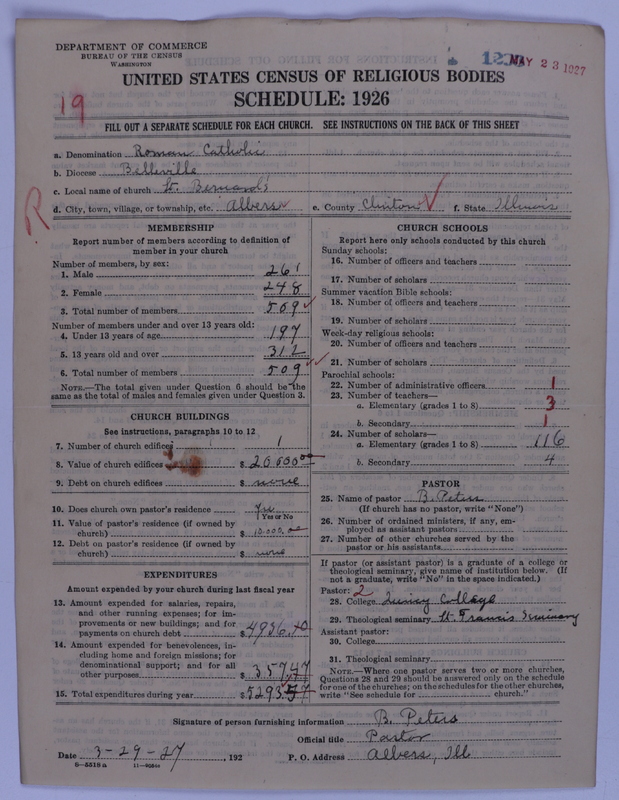 DEPARTMENT OF COMMERCE
BUREAU OF THE CENSUS
WASHINGTON
MAY 23 1927
UNITED STATES CENSUS OF RELIGIOUS BODIES
SCHEDULE: 1926
19
FILL OUT A SEPARATE SCHEDULE FOR EACH CHURCH. SEE INSTRUCTIONS ON THE BACK OF THIS SHEET
a. Denomination Roman Catholic
b. Diocese Belleville
c. Local name of church St. Bernard's
d. City, town, village, or township, etc. Albers e. County Clinton f. State Illinois
R
MEMBERSHIP
Report number of members according to definition of
member in your church
Number of members, by sex:
1. Male 261
2. Female 248
3. Total number of members 509
Number of members under and over 13 years old:
4. Under 13 years of age 197
5. 13 years old and over 312
6. Total number of members 509
NOTE.—The total given under Question 6 should be the
same as the total of males and females given under Question 3.
CHURCH BUILDINGS
See instructions, paragraphs 10 to 12
7. Number of church edifices 1
8. Value of church edifices $ 20000.00
9. Debt on church edifices $ none
10. Does church own pastor's residence Yes
(Yes or No)
11. Value of pastor's residence (if owned by
church) $ 10000.00
12. Debt on pastor's residence (if owned by
church) $ none
EXPENDITURES
Amount expended by your church during last fiscal year
13. Amount expended for salaries, repairs,
and other running expenses; for im-
provements or new buildings; and for
payments on church debt $ 4936.40
14. Amount expended for benevolences, in-
cluding home and foreign missions; for
denominational support; and for all
other purposes $ 357.47
15. Total expenditures during year $
CHURCH SCHOOLS
Report here only schools conducted by this church
Sunday schools:
16. Number of officers and teachers
17. Number of scholars
Summer vacation Bible schools:
18. Number of officers and teachers
19. Number of scholars
Week-day religious schools:
20. Number of officers and teachers
21. Number of scholars
Parochial schools:
22. Number of administrative officers 1
23. Number of teachers—
a. Elementary (grades 1 to 8) 3
b. Secondary 1
24. Number of scholars—
a. Elementary (grades 1 to 8) 116
b. Secondary 4
PASTOR
25. Name of pastor B. Peters
(If church has no pastor, write "None")
26. Number of ordained ministers, if any, em-
ployed as assistant pastors
27. Number of other churches served by the
pastor or his assistants
If pastor (or assistant pastor) is a graduate of a college or
theological seminary, give name of institution below. (If
not a graduate, write "No" in the space indicated.)
Pastor: 2
28. College Quincy College
29. Theological seminary St. Francis Seminary
Assistant pastor:
30. College
31. Theological seminary
NOTE.—Where one pastor serves two or more churches,
Questions 28 and 29 should be answered only on the schedule
for one of the churches; on the schedules for the other churches,
write "See schedule for church."
Signature of person furnishing information B. Peters
Official title Pastor
Date 3-29-27, 192 P. O. Address Albers, Ill
8-5518 a